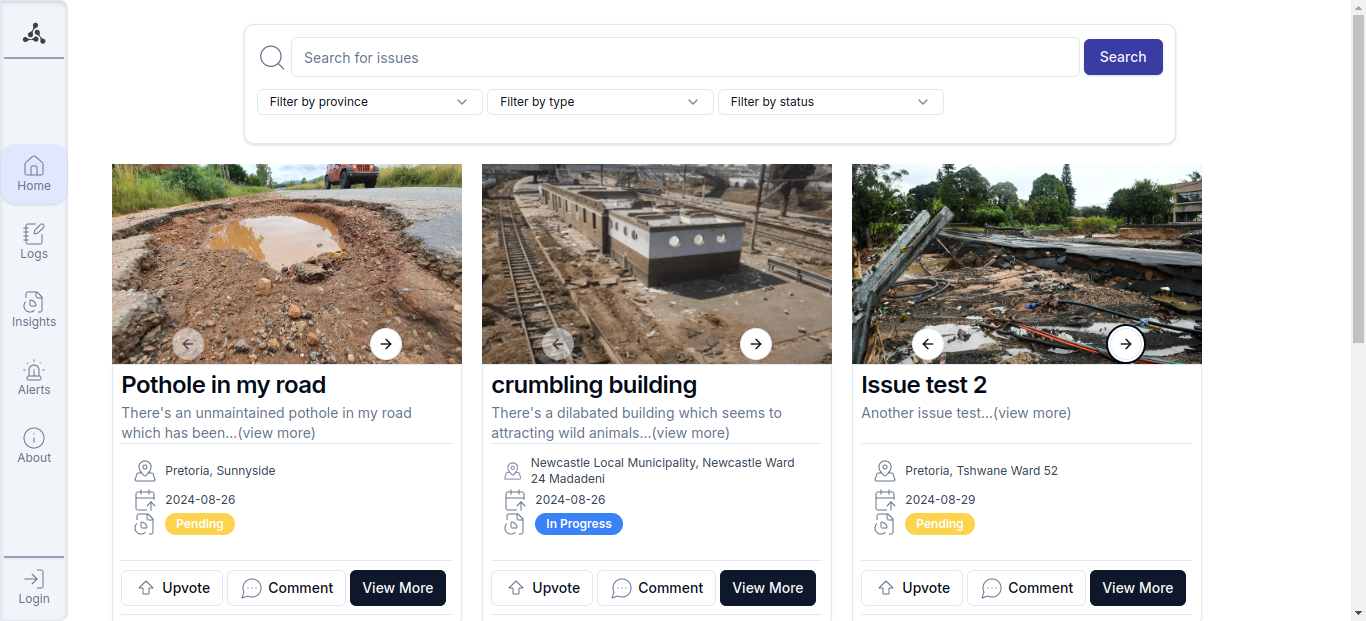 Search for issues
Search
Filter by province
Filter by type
Filter by status
Home
Logs
Insights
Alerts
About
Login
Pothole in my road
There's an unmaintained pothole in my road
which has been...(view more)
Pretoria, Sunnyside
2024-08-26
Pending
Upvote
Comment
View More
crumbling building
There's a dilabated building which seems to
attracting wild animals...(view more)
Newcastle Local Municipality, Newcastle Ward
24 Madadeni
2024-08-26
In Progress
Upvote
Comment
View More
Issue test 2
Another issue test...(view more)
Pretoria, Tshwane Ward 52
2024-08-29
Pending
Upvote
Comment
View More